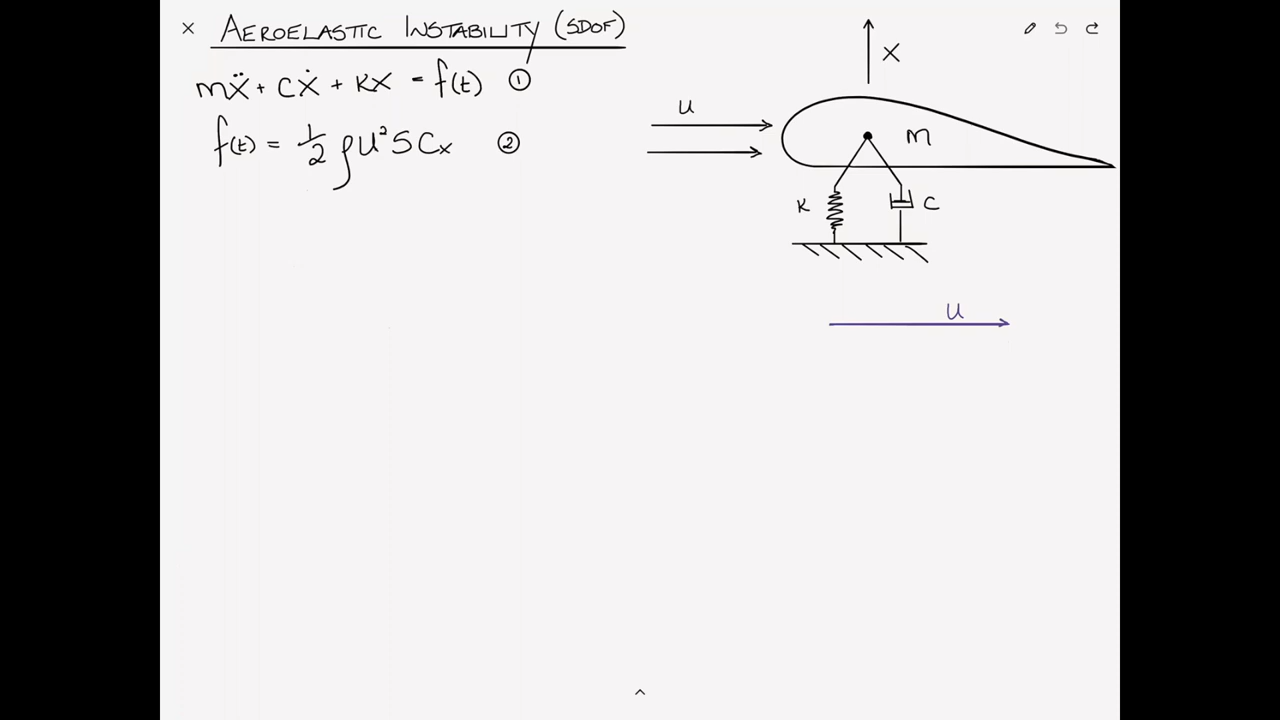 × AEROELASTIC INSTABILITY (SDOF)
mẍ + cẋ + kx = f(t) ①
f(t) = ½ ρu²SCx ②
x
u
m
k
c
u